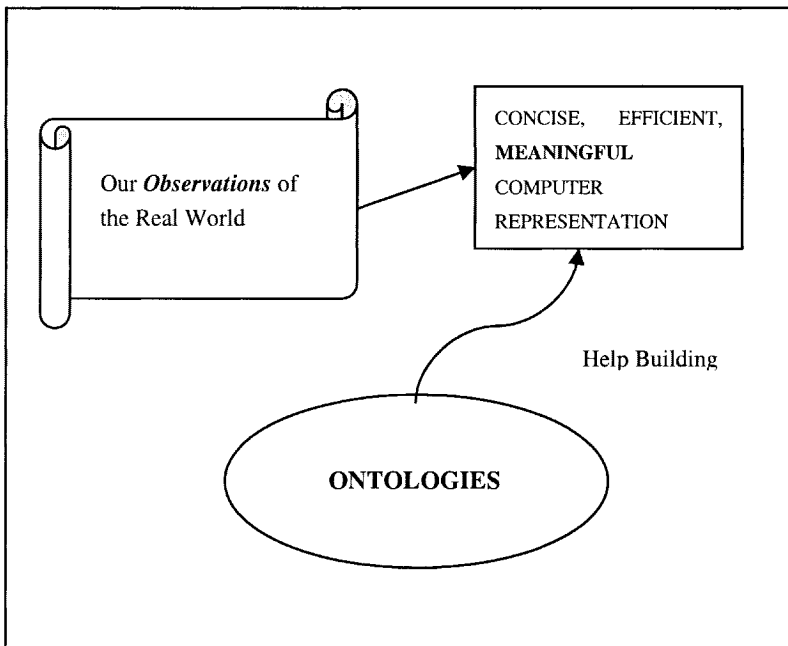 Our Observations of
the Real World
CONCISE, EFFICIENT,
MEANINGFUL
COMPUTER
REPRESENTATION
Help Building
ONTOLOGIES